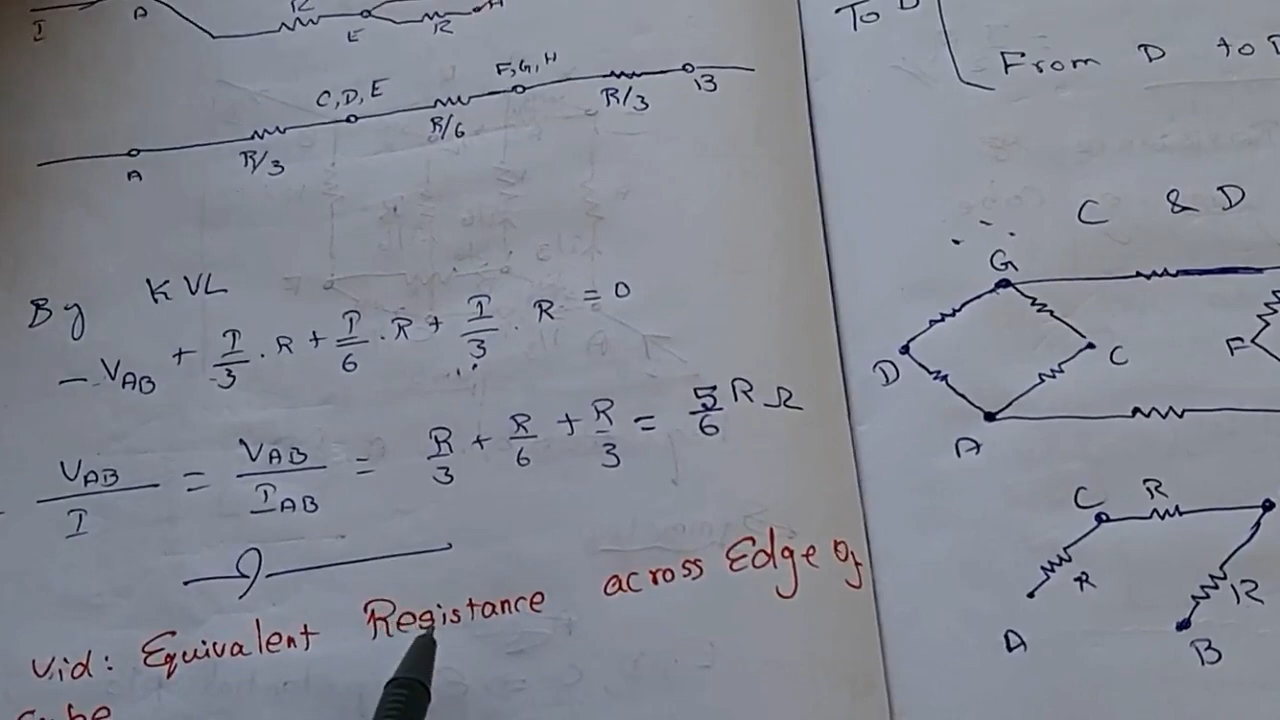 I A R E R H
C, D, E F, G, H
A R/3 R/6 R/3 B
By KVL
- VAB + I/3 . R + I/6 . R + I/3 . R = 0
VAB/I = VAB/IAB = R/3 + R/6 + R/3 = 5/6 R Ω
Vid: Equivalent Resistance across Edge of
Cube
To D
From D to
C & D
G
D C F
A
C R
R R
A B